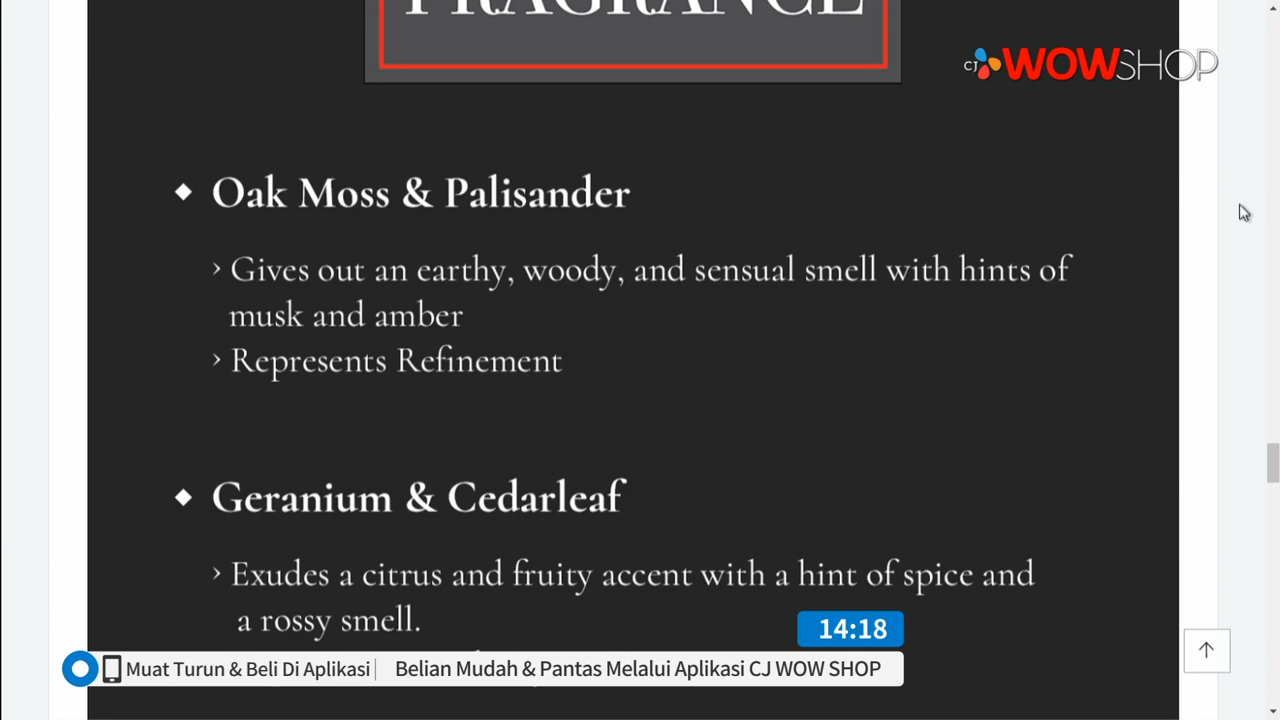 FRAGRANCE
CJ WOWSHOP
◆ Oak Moss & Palisander
› Gives out an earthy, woody, and sensual smell with hints of
musk and amber
› Represents Refinement
◆ Geranium & Cedarleaf
› Exudes a citrus and fruity accent with a hint of spice and
a rossy smell.
14:18
Muat Turun & Beli Di Aplikasi | Belian Mudah & Pantas Melalui Aplikasi CJ WOW SHOP